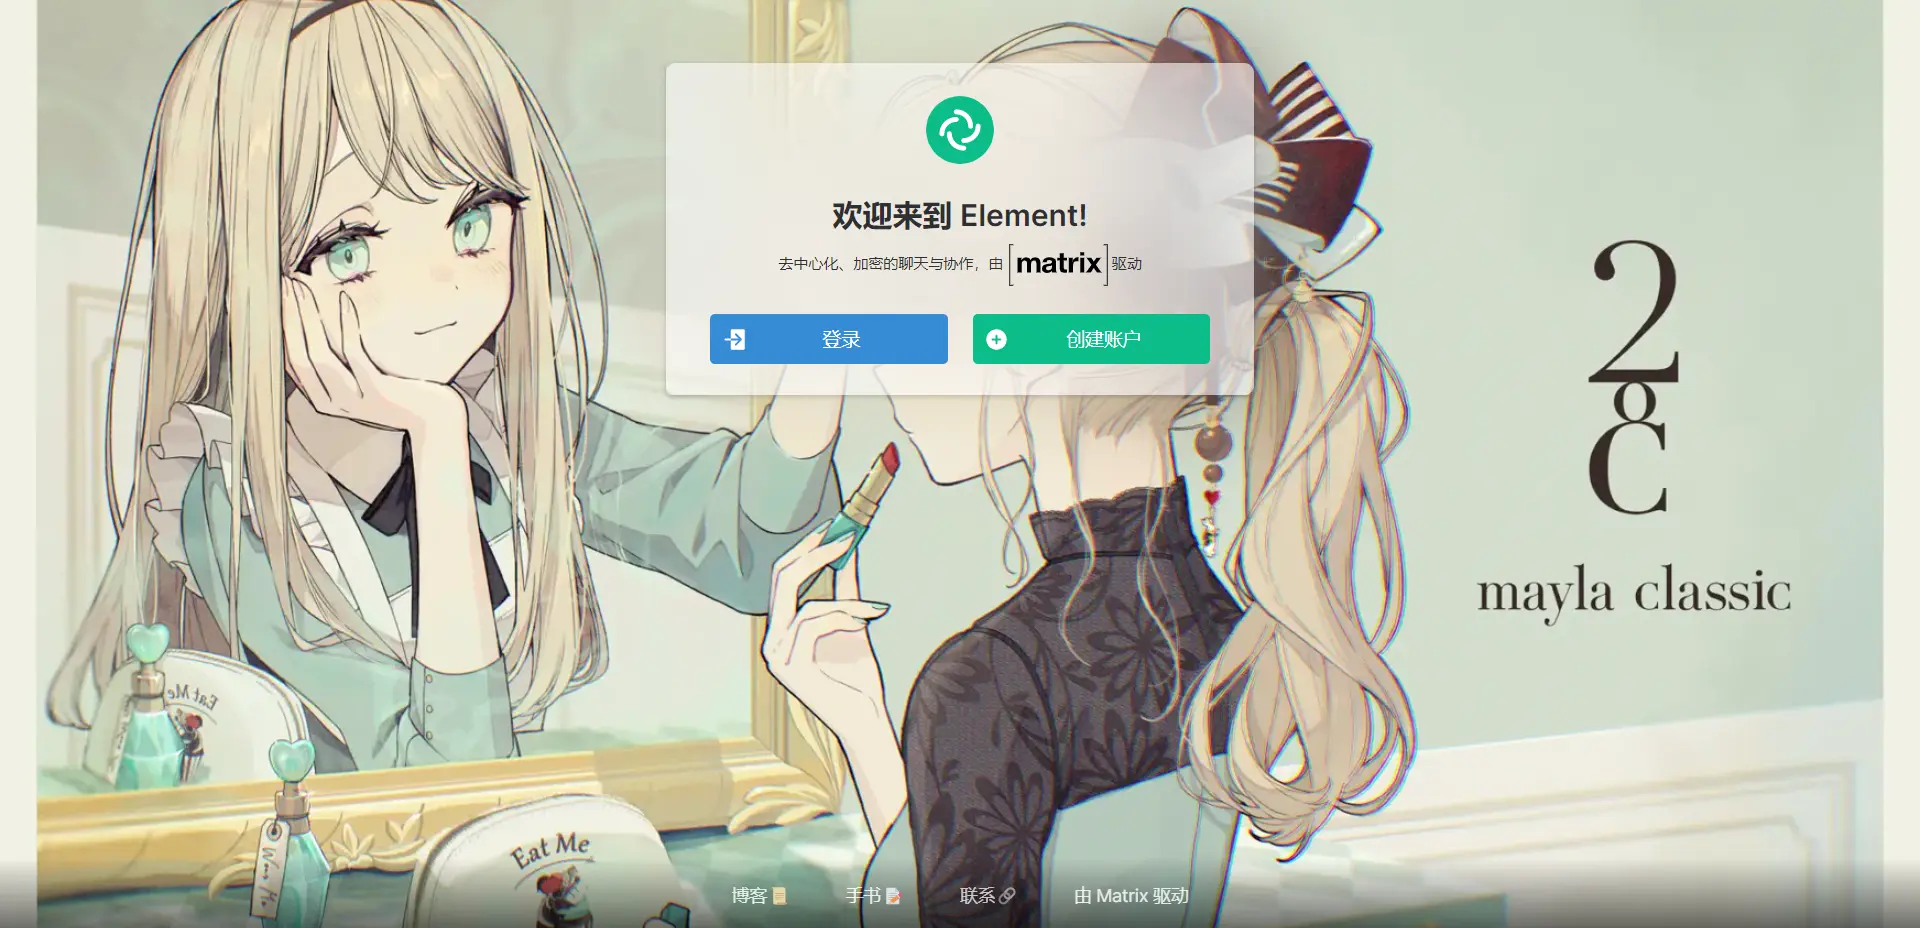 欢迎来到 Element!
去中心化、加密的聊天与协作，由 [matrix] 驱动
登录
创建账户
2
8
C
mayla classic
Eat Me
Eat Me
博客
手书
联系
由 Matrix 驱动